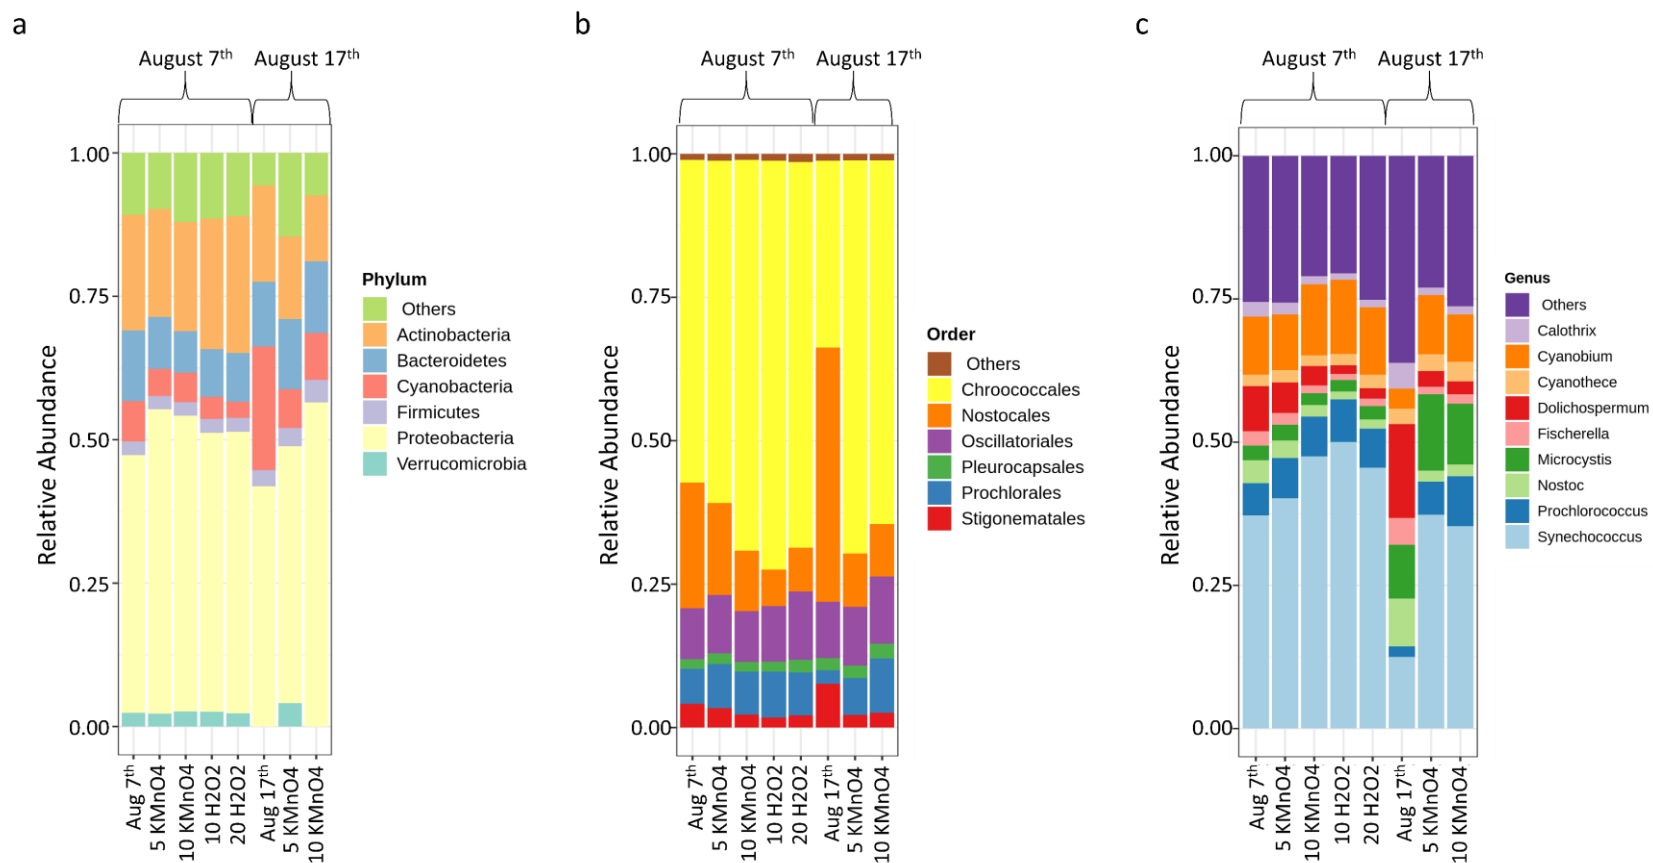 a
August 7th
August 17th
Relative Abundance
1.00
0.75
0.50
0.25
0.00
Aug 7th
5 KMnO4
10 KMnO4
10 H2O2
20 H2O2
Aug 17th
5 KMnO4
10 KMnO4
Phylum
Others
Actinobacteria
Bacteroidetes
Cyanobacteria
Firmicutes
Proteobacteria
Verrucomicrobia
b
August 7th
August 17th
Relative Abundance
1.00
0.75
0.50
0.25
0.00
Aug 7th
5 KMnO4
10 KMnO4
10 H2O2
20 H2O2
Aug 17th
5 KMnO4
10 KMnO4
Order
Others
Chroococcales
Nostocales
Oscillatoriales
Pleurocapsales
Prochlorales
Stigonematales
c
August 7th
August 17th
Relative Abundance
1.00
0.75
0.50
0.25
0.00
Aug 7th
5 KMnO4
10 KMnO4
10 H2O2
20 H2O2
Aug 17th
5 KMnO4
10 KMnO4
Genus
Others
Calothrix
Cyanobium
Cyanothece
Dolichospermum
Fischerella
Microcystis
Nostoc
Prochlorococcus
Synechococcus